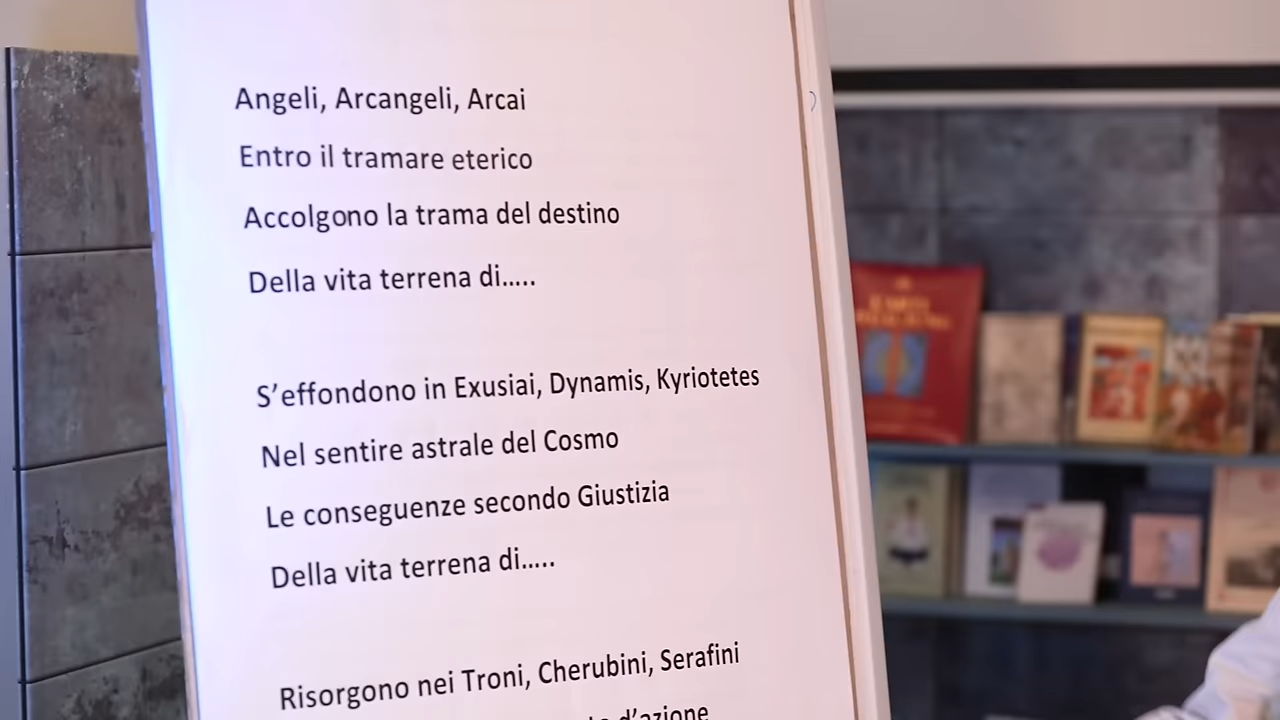 Angeli, Arcangeli, Arcai
Entro il tramare eterico
Accolgono la trama del destino
Della vita terrena di.....
S'effondono in Exusiai, Dynamis, Kyriotetes
Nel sentire astrale del Cosmo
Le conseguenze secondo Giustizia
Della vita terrena di.....
Risorgono nei Troni, Cherubini, Serafini
d'azione